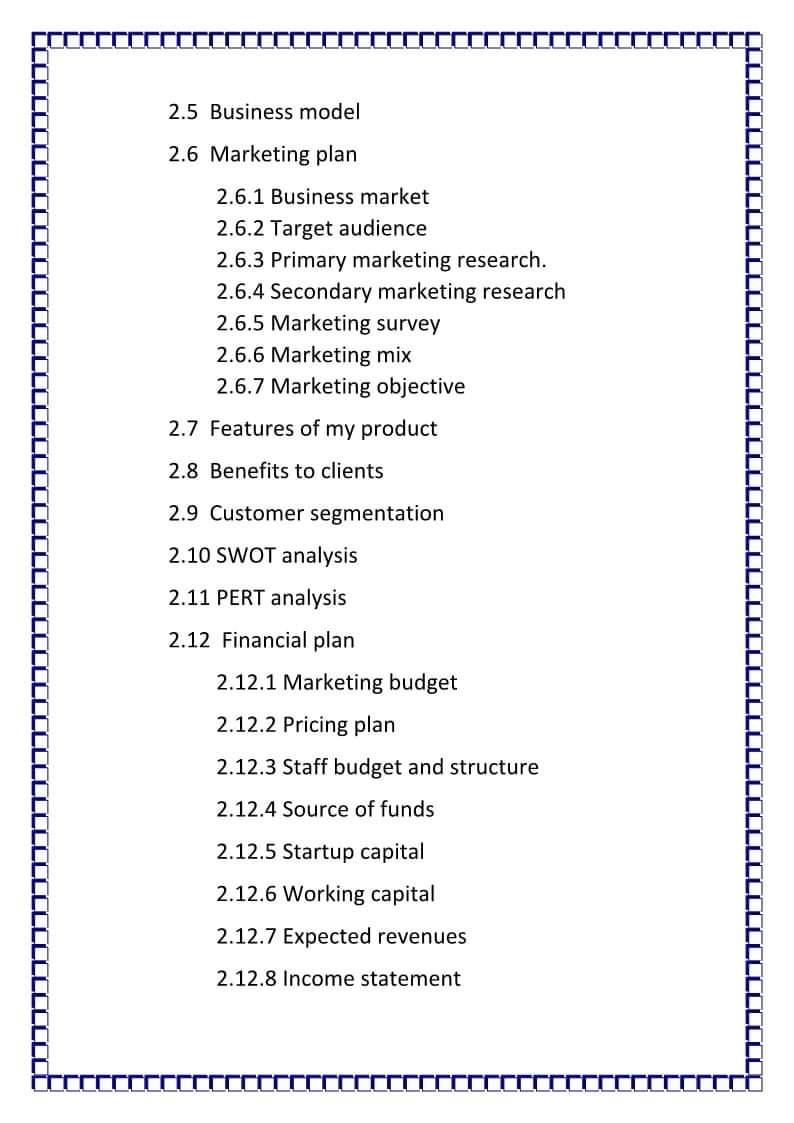 2.5 Business model
2.6 Marketing plan
2.6.1 Business market
2.6.2 Target audience
2.6.3 Primary marketing research.
2.6.4 Secondary marketing research
2.6.5 Marketing survey
2.6.6 Marketing mix
2.6.7 Marketing objective
2.7 Features of my product
2.8 Benefits to clients
2.9 Customer segmentation
2.10 SWOT analysis
2.11 PERT analysis
2.12 Financial plan
2.12.1 Marketing budget
2.12.2 Pricing plan
2.12.3 Staff budget and structure
2.12.4 Source of funds
2.12.5 Startup capital
2.12.6 Working capital
2.12.7 Expected revenues
2.12.8 Income statement